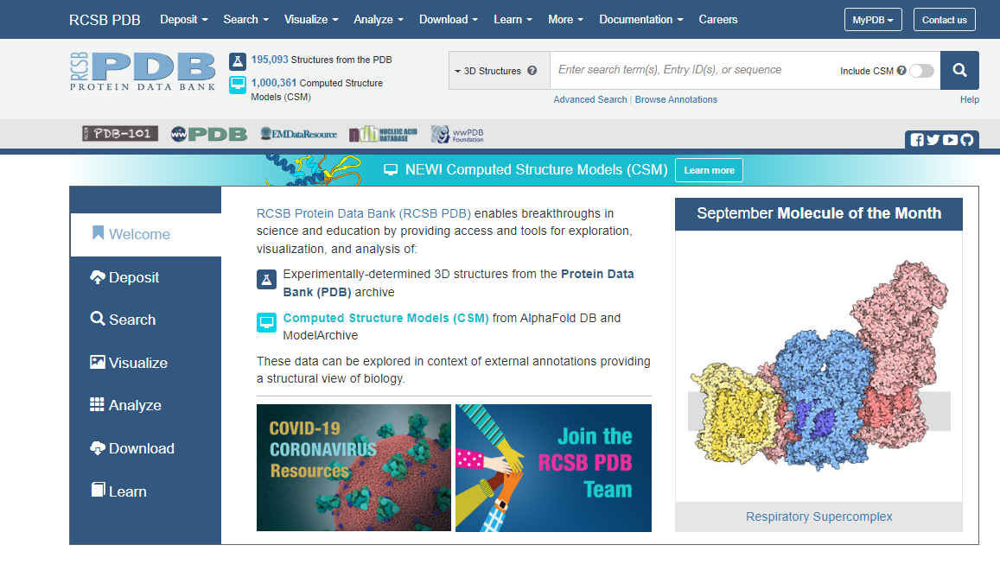 RCSB PDB Deposit Search Visualize Analyze Download Learn More Documentation Careers MyPDB Contact us
RCSB PDB
PROTEIN DATA BANK
195,093 Structures from the PDB
1,000,361 Computed Structure
Models (CSM)
3D Structures
Enter search term(s), Entry ID(s), or sequence
Include CSM
Advanced Search | Browse Annotations
Help
PDB-101
WW PDB
EMDataResource
NUCLEIC ACID
DATABASE
wwPDB
Foundation
NEW! Computed Structure Models (CSM) Learn more
Welcome
Deposit
Search
Visualize
Analyze
Download
Learn
RCSB Protein Data Bank (RCSB PDB) enables breakthroughs in
science and education by providing access and tools for exploration,
visualization, and analysis of:
Experimentally-determined 3D structures from the Protein Data
Bank (PDB) archive
Computed Structure Models (CSM) from AlphaFold DB and
ModelArchive
These data can be explored in context of external annotations providing
a structural view of biology.
COVID-19
CORONAVIRUS
Resources
Join the
RCSB PDB
Team
September Molecule of the Month
Respiratory Supercomplex